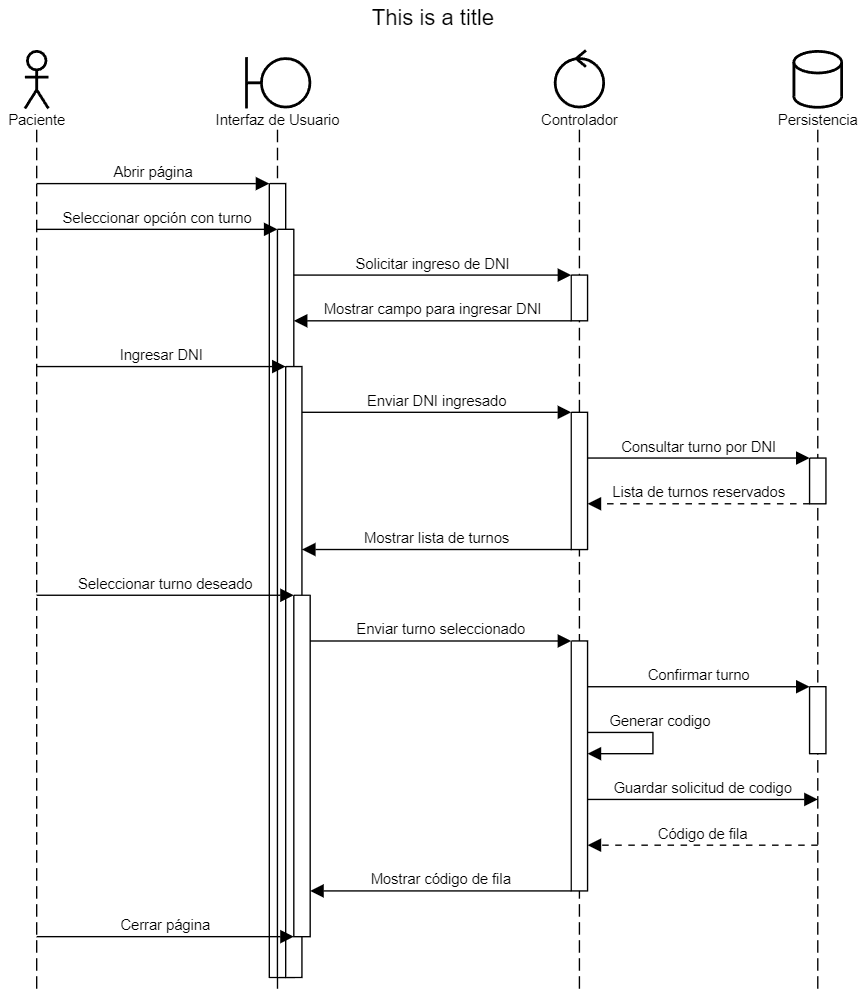 This is a title
Paciente
Interfaz de Usuario
Controlador
Persistencia
Abrir página
Seleccionar opción con turno
Solicitar ingreso de DNI
Mostrar campo para ingresar DNI
Ingresar DNI
Enviar DNI ingresado
Consultar turno por DNI
Lista de turnos reservados
Mostrar lista de turnos
Seleccionar turno deseado
Enviar turno seleccionado
Confirmar turno
Generar codigo
Guardar solicitud de codigo
Código de fila
Mostrar código de fila
Cerrar página